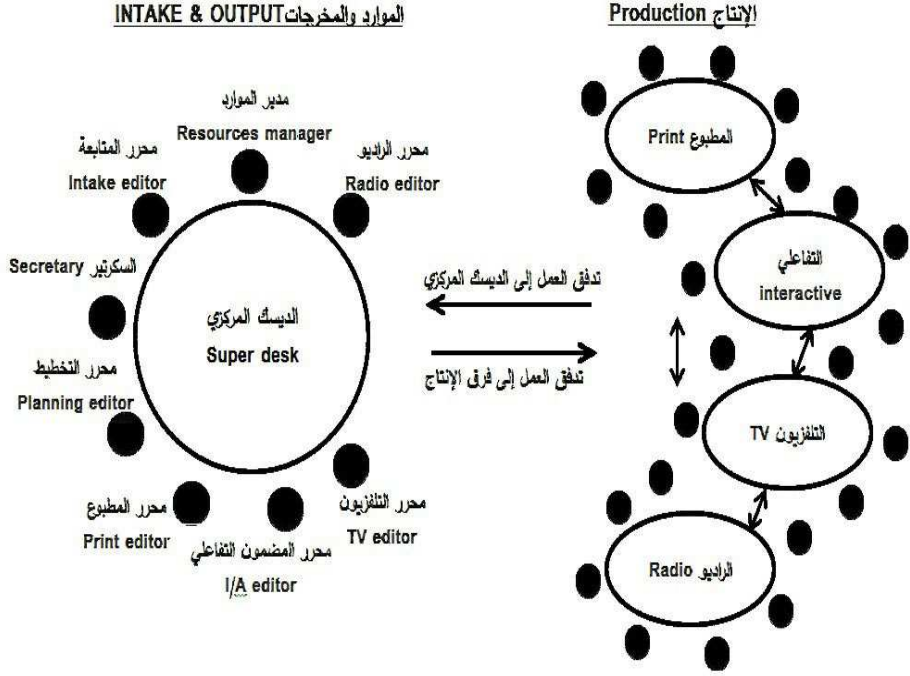 الموارد والمخرجات INTAKE & OUTPUT
الإنتاج Production
مدير الموارد
Resources manager
محرر المتابعة
Intake editor
محرر الراديو
Radio editor
السكرتير Secretary
الديسك المركزي
Super desk
محرر التخطيط
Planning editor
محرر المطبوع
Print editor
محرر المضمون التفاعلي
I/A editor
محرر التلفزيون
TV editor
تدفق العمل إلى الديسك المركزي
تدفق العمل إلى فرق الإنتاج
المطبوع Print
التفاعلي
interactive
التلفزيون TV
الراديو Radio